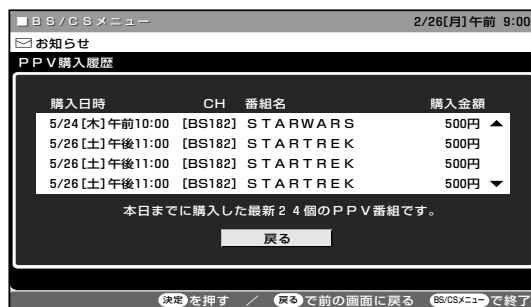 ■BS/CSメニュー 2/26[月]午前 9:00
お知らせ
PPV購入履歴
購入日時 CH 番組名 購入金額
5/24[木]午前10:00 [BS182] STARWARS 500円 ▲
5/26[土]午後11:00 [BS182] STARTREK 500円
5/26[土]午後11:00 [BS182] STARTREK 500円
5/26[土]午後11:00 [BS182] STARTREK 500円 ▼
本日までに購入した最新24個のPPV番組です。
戻る
決定を押す / 戻るで前の画面に戻る BS/CSメニューで終了